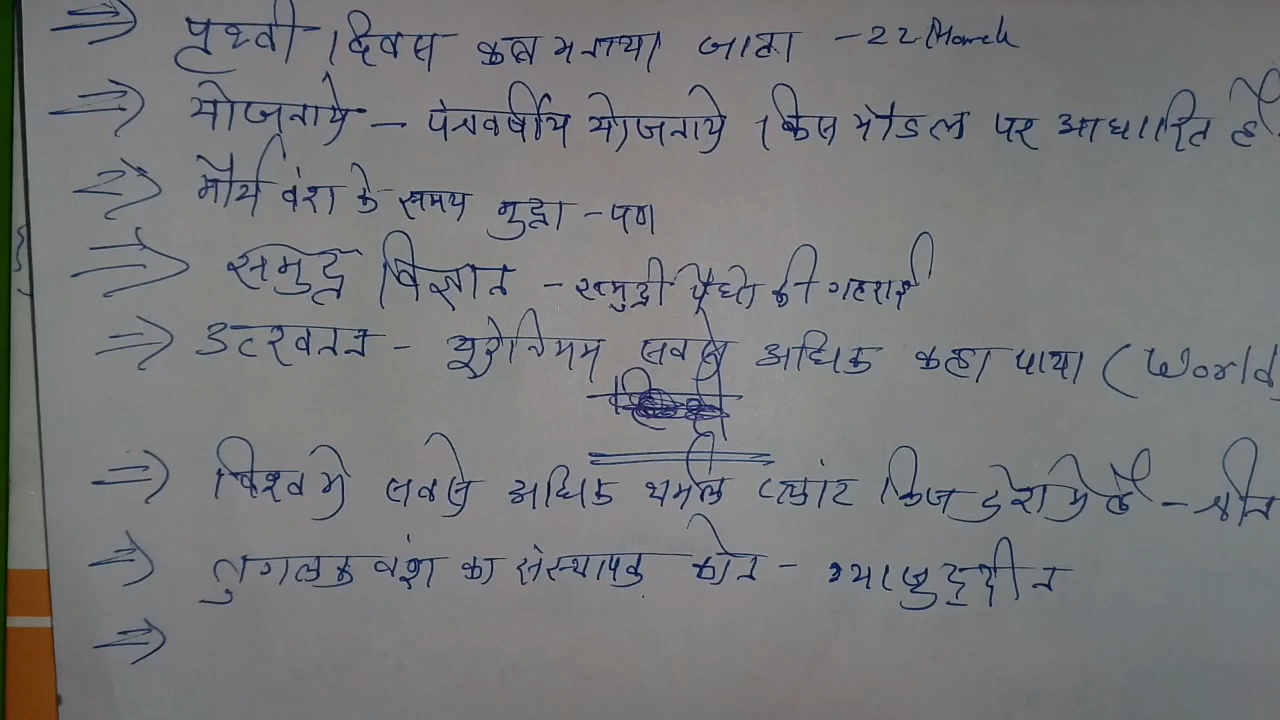 ⇒ पृथ्वी दिवस कब मनाया जाता - 22 March
⇒ योजनाये - पंचवर्षीय योजनाये किस मॉडल पर आधारित है
⇒ मौर्य वंश के समय मुद्रा - पण
⇒ समुद्र विज्ञान - समुद्री पौधो की गहराई
⇒ उत्खनन - यूरेनियम सबसे अधिक कहा पाया (World
⇒ विश्व मे सबसे अधिक थर्मल प्लांट किस देश मे है - चीन
⇒ तुगलक वंश का संस्थापक कौन - ग्यासुद्दीन
⇒